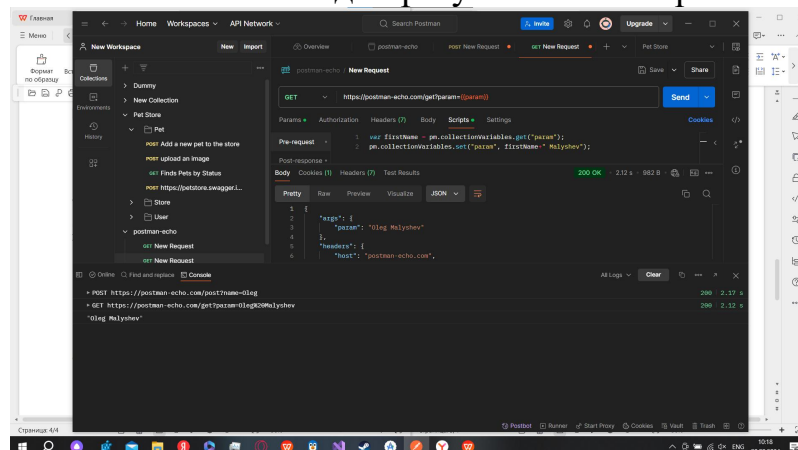 Главная
Меню
Формат по образцу
Home Workspaces API Network
Search Postman
Invite
Upgrade
New Workspace New Import
Overview postman-echo POST New Request GET New Request Pet Store
Collections
Environments
History
Dummy
New Collection
Pet Store
Pet
POST Add a new pet to the store
POST upload an image
GET Finds Pets by Status
POST https://petstore.swagger.i...
Store
User
postman-echo
GET New Request
GET New Request
postman-echo / New Request
Save Share
GET https://postman-echo.com/get?param={{param}} Send
Params Authorization Headers (7) Body Scripts Settings Cookies
Pre-request
Post-response
1 var firstName = pm.collectionVariables.get("param");
2 pm.collectionVariables.set("param", firstName+" Malyshev");
Body Cookies (1) Headers (7) Test Results 200 OK 2.12 s 982 B
Pretty Raw Preview Visualize JSON
1 {
2 "args": {
3 "param": "Oleg Malyshev"
4 },
5 "headers": {
6 "host": "postman-echo.com",
Online Find and replace Console All Logs Clear
POST https://postman-echo.com/post?name=Oleg 200 2.17 s
GET https://postman-echo.com/get?param=Oleg%20Malyshev 200 2.12 s
"Oleg Malyshev"
Postbot Runner Start Proxy Cookies Vault Trash
Страница: 4/4
ENG 10:18